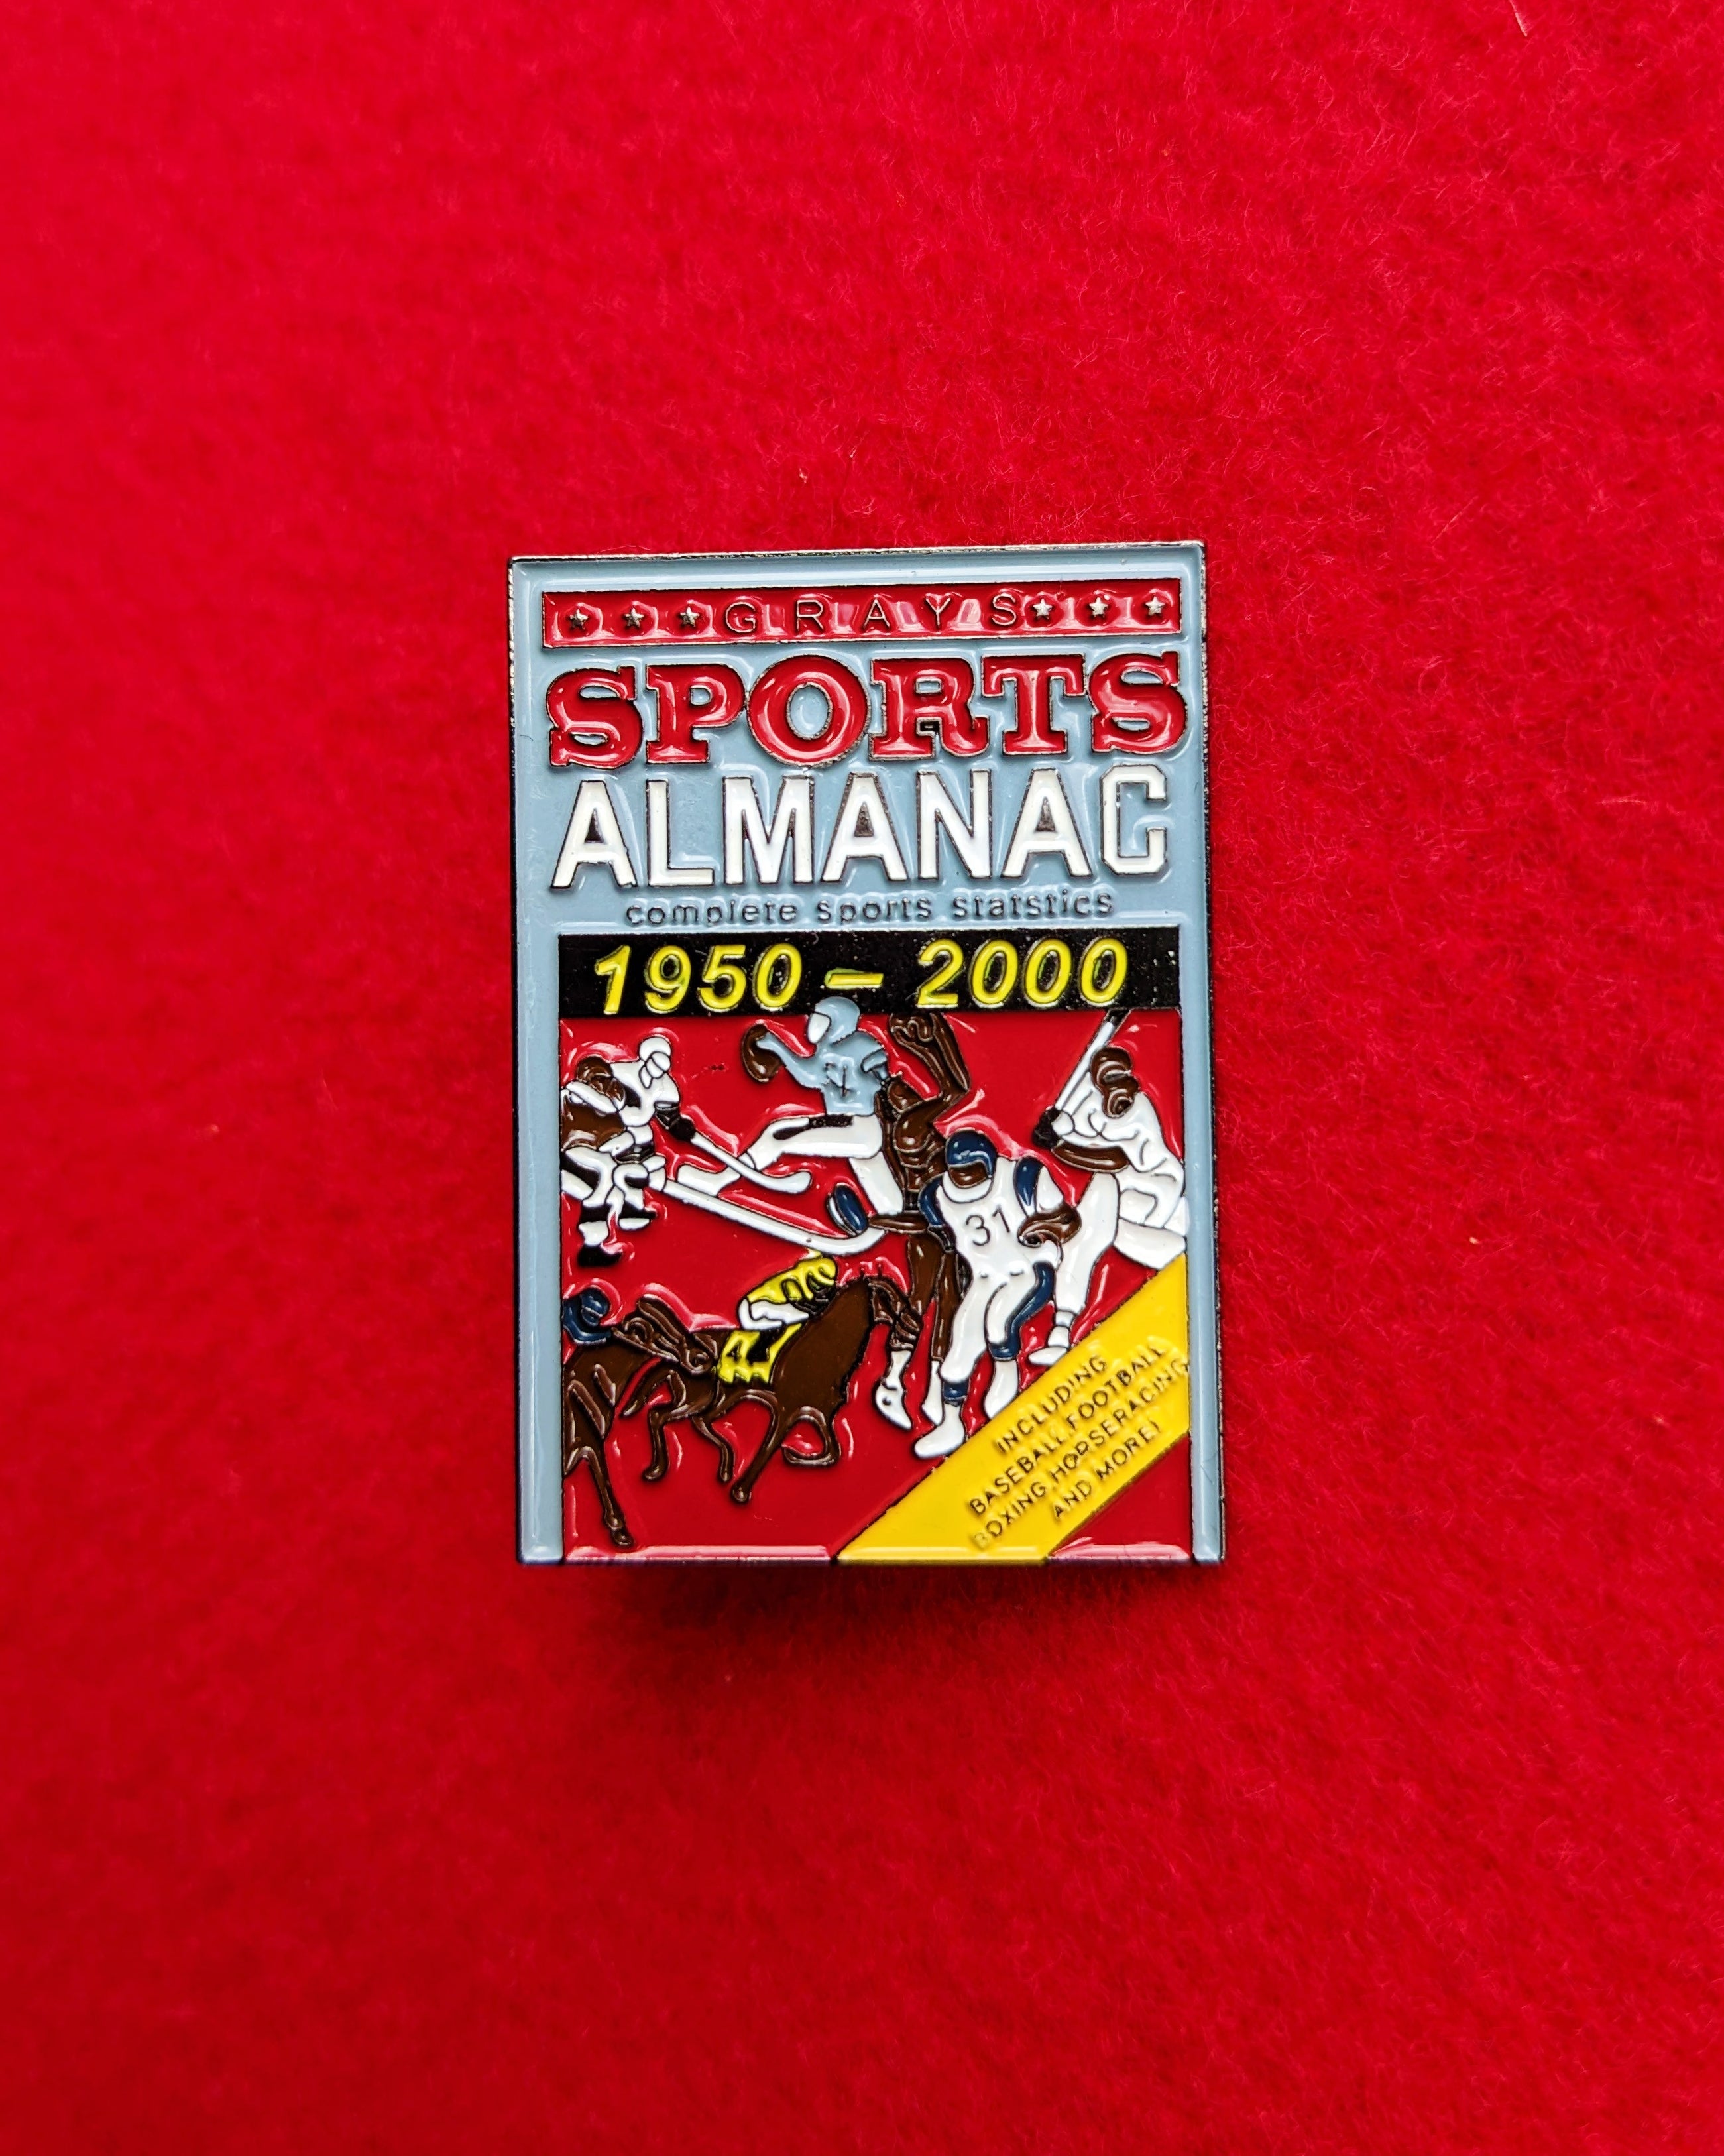 GRAYS
SPORTS
ALMANAC
complete sports statstics
1950 - 2000
31
INCLUDING
BASEBALL, FOOTBALL
BOXING, HORSERACING
AND MORE!